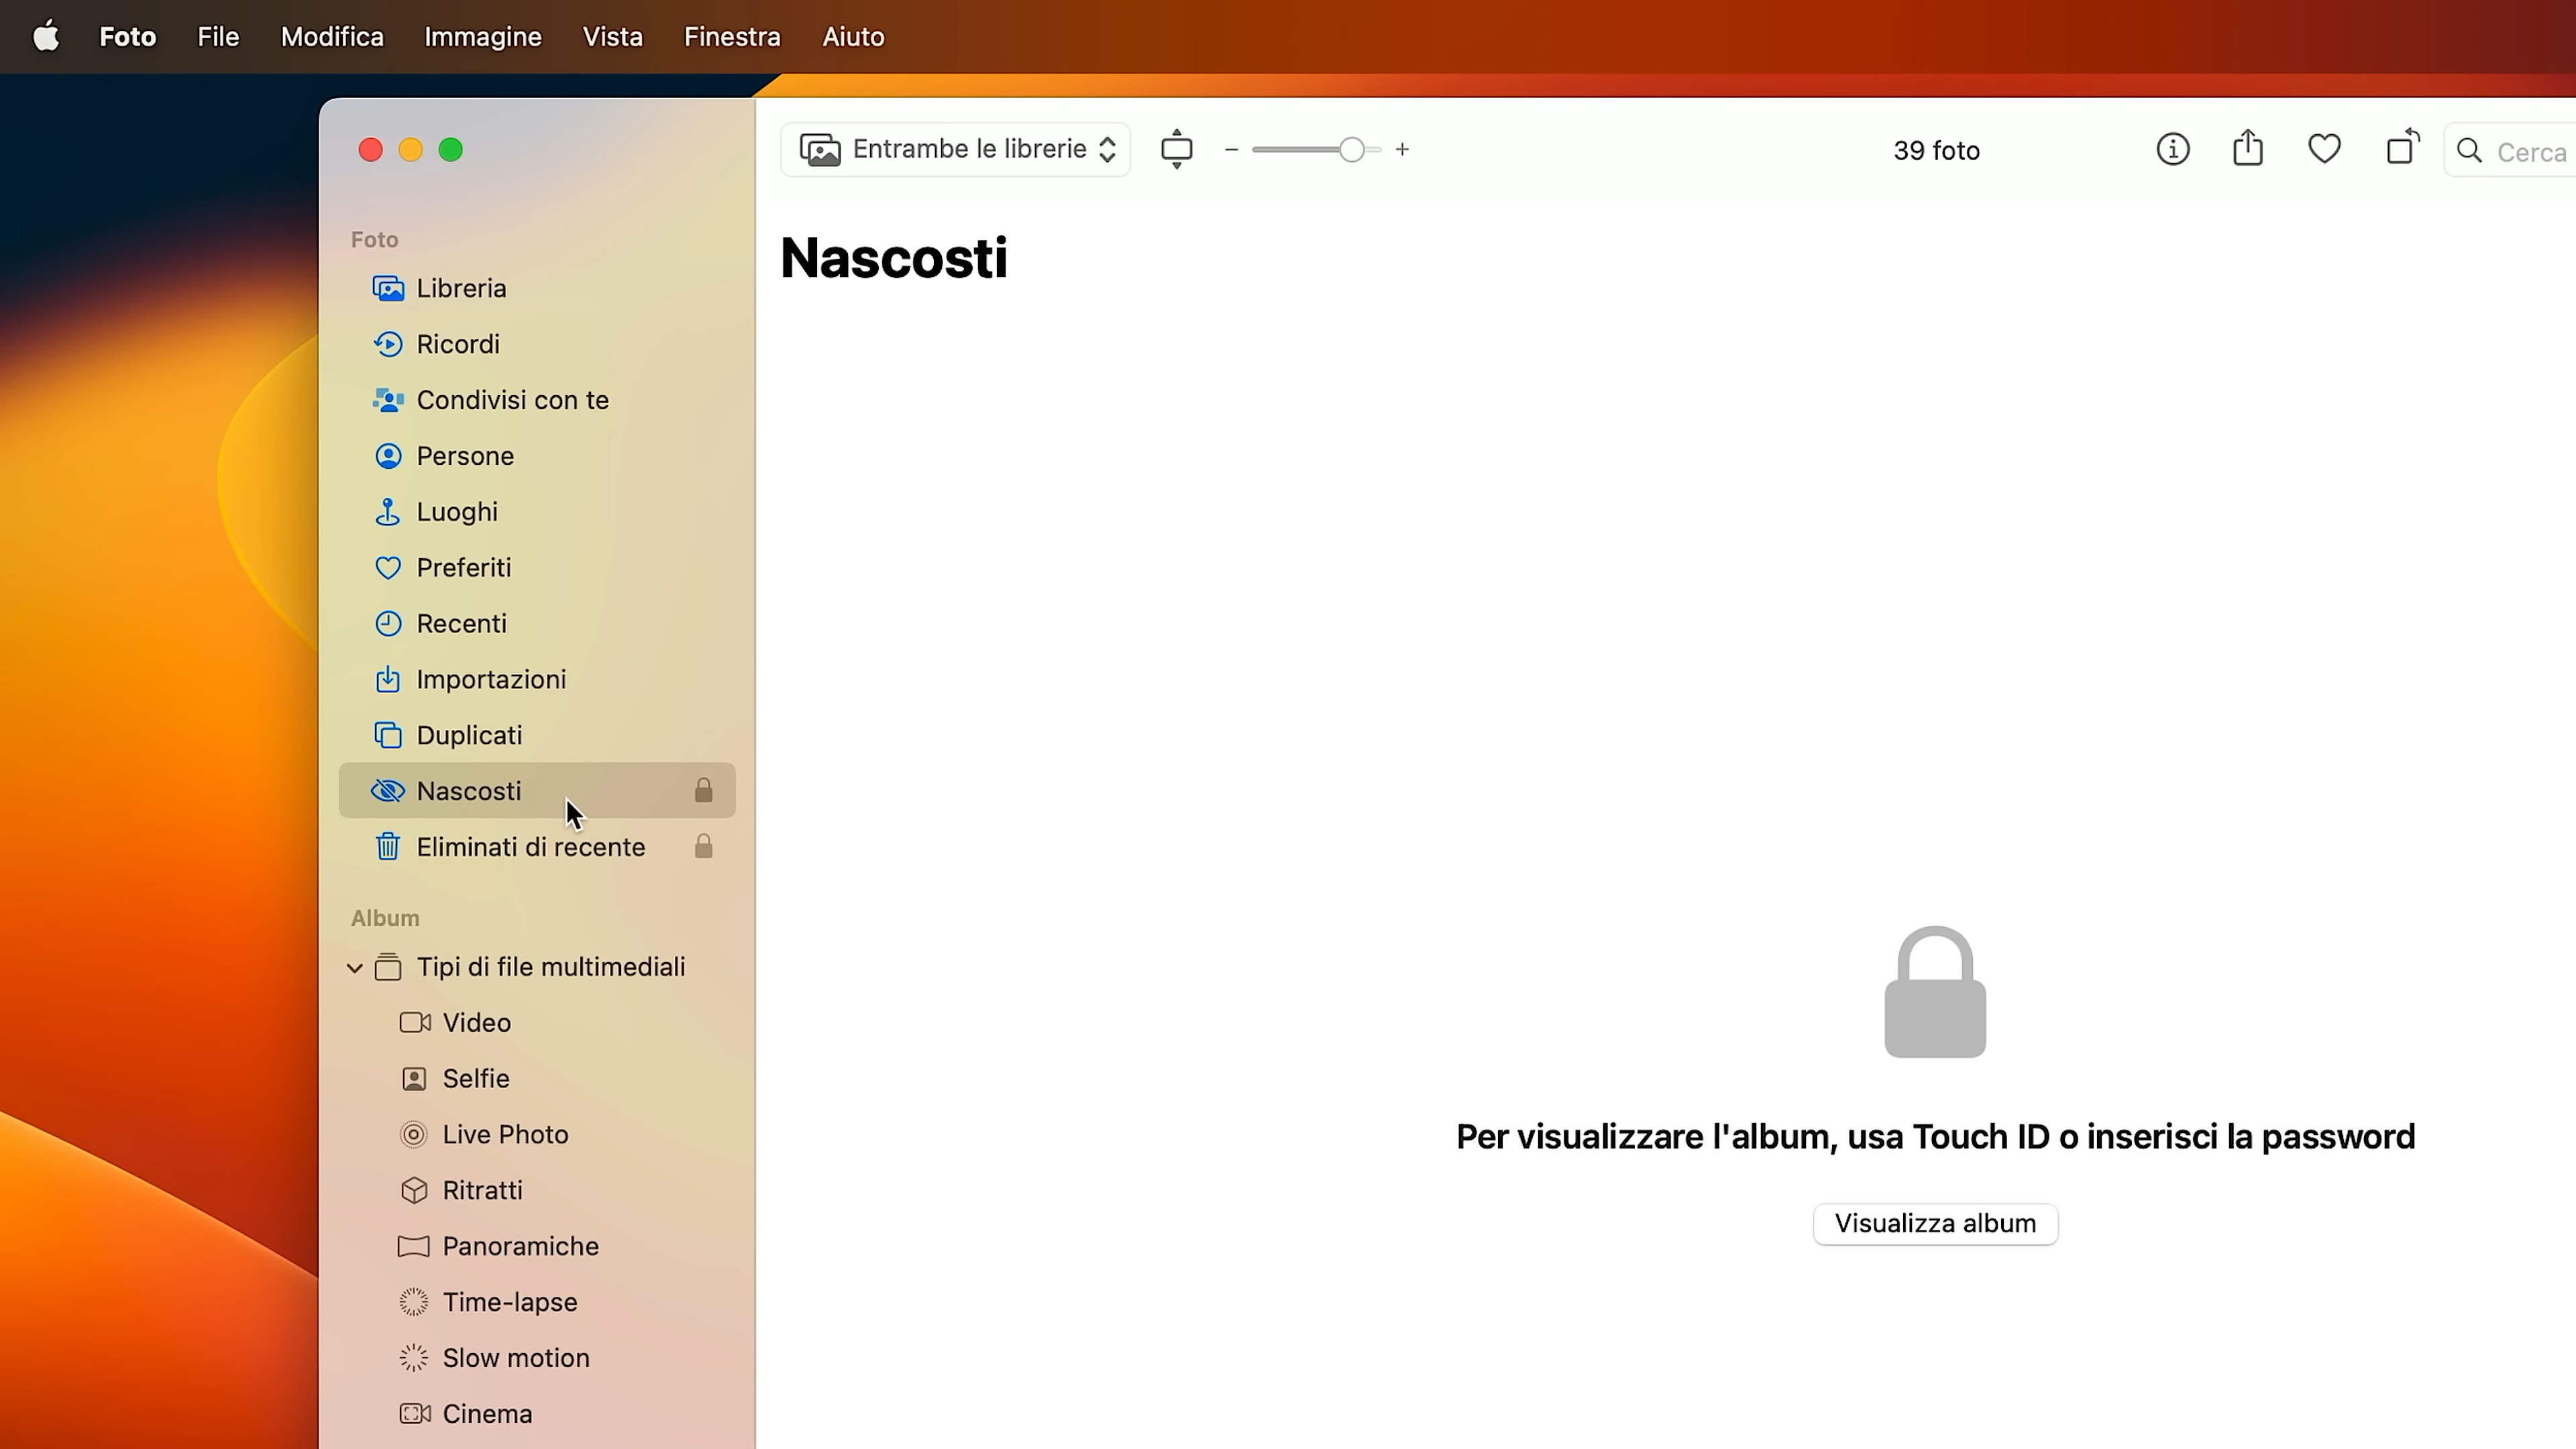 Foto File Modifica Immagine Vista Finestra Aiuto
Entrambe le librerie
39 foto
Cerca
Foto
Libreria
Ricordi
Condivisi con te
Persone
Luoghi
Preferiti
Recenti
Importazioni
Duplicati
Nascosti
Eliminati di recente
Album
Tipi di file multimediali
Video
Selfie
Live Photo
Ritratti
Panoramiche
Time-lapse
Slow motion
Cinema
Nascosti
Per visualizzare l'album, usa Touch ID o inserisci la password
Visualizza album